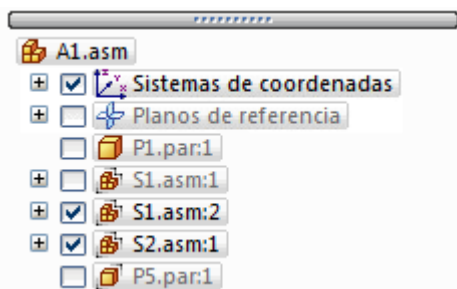 A1.asm
Sistemas de coordenadas
Planos de referencia
P1.par:1
S1.asm:1
S1.asm:2
S2.asm:1
P5.par:1